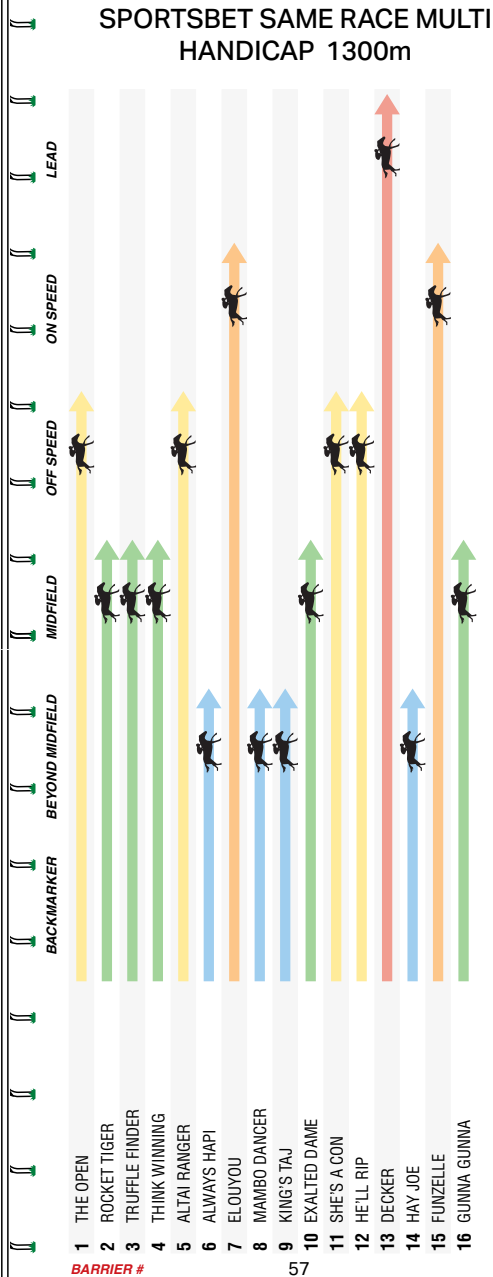 SPORTSBET SAME RACE MULTI
HANDICAP 1300m
LEAD
ON SPEED
OFF SPEED
MIDFIELD
BEYOND MIDFIELD
BACKMARKER
1 THE OPEN
2 ROCKET TIGER
3 TRUFFLE FINDER
4 THINK WINNING
5 ALTAI RANGER
6 ALWAYS HAPI
7 ELOUYOU
8 MAMBO DANCER
9 KING'S TAJ
10 EXALTED DAME
11 SHE'S A CON
12 HE'LL RIP
13 DECKER
14 HAY JOE
15 FUNZELLE
16 GUNNA GUNNA
BARRIER #
57